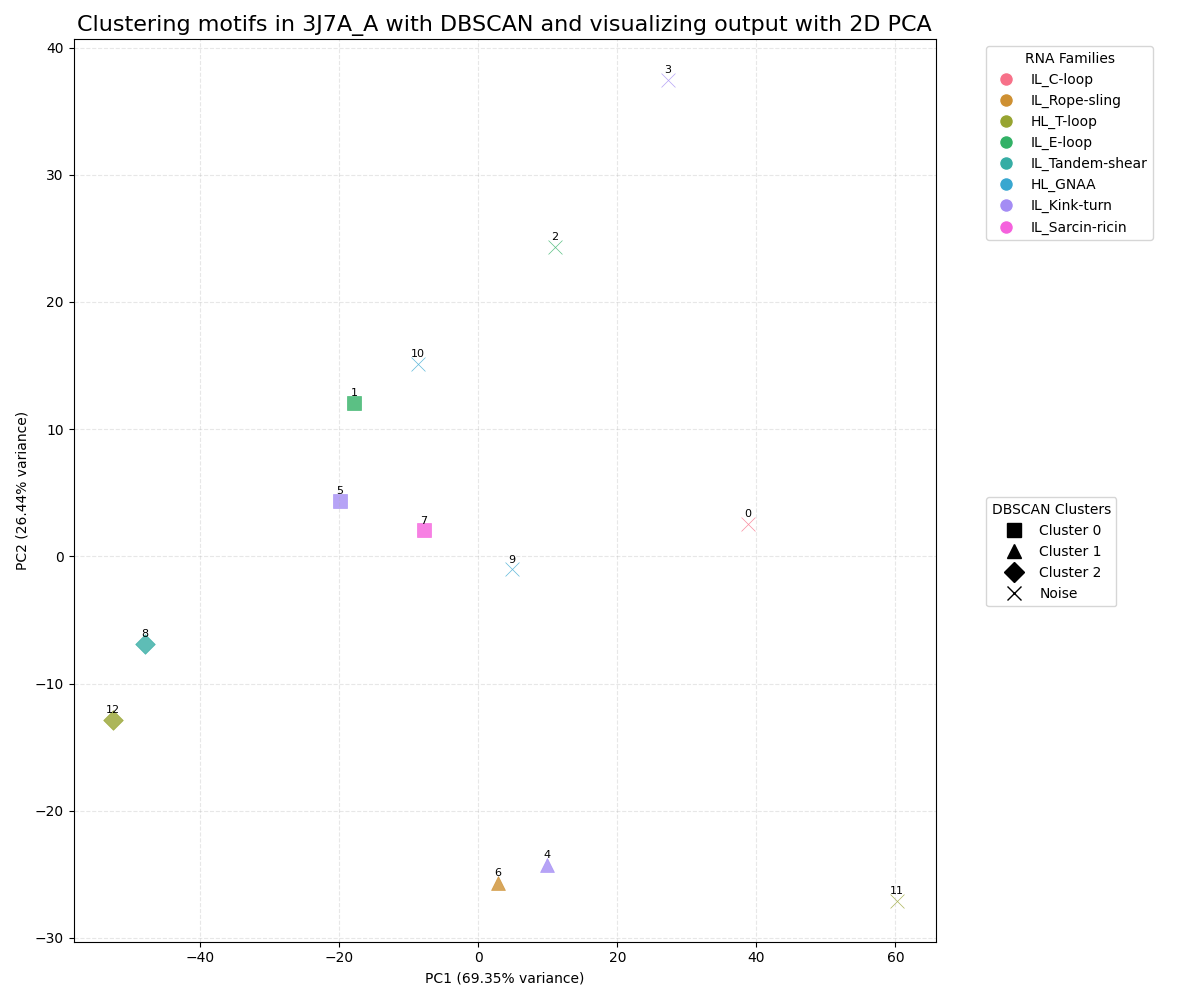 Clustering motifs in 3J7A_A with DBSCAN and visualizing output with 2D PCA
RNA Families
IL_C-loop
IL_Rope-sling
HL_T-loop
IL_E-loop
IL_Tandem-shear
HL_GNAA
IL_Kink-turn
IL_Sarcin-ricin
DBSCAN Clusters
Cluster 0
Cluster 1
Cluster 2
Noise
PC2 (26.44% variance)
40
30
20
10
0
−10
−20
−30
3
2
10
1
5
7
0
9
8
12
4
6
11
−40
−20
0
20
40
60
PC1 (69.35% variance)